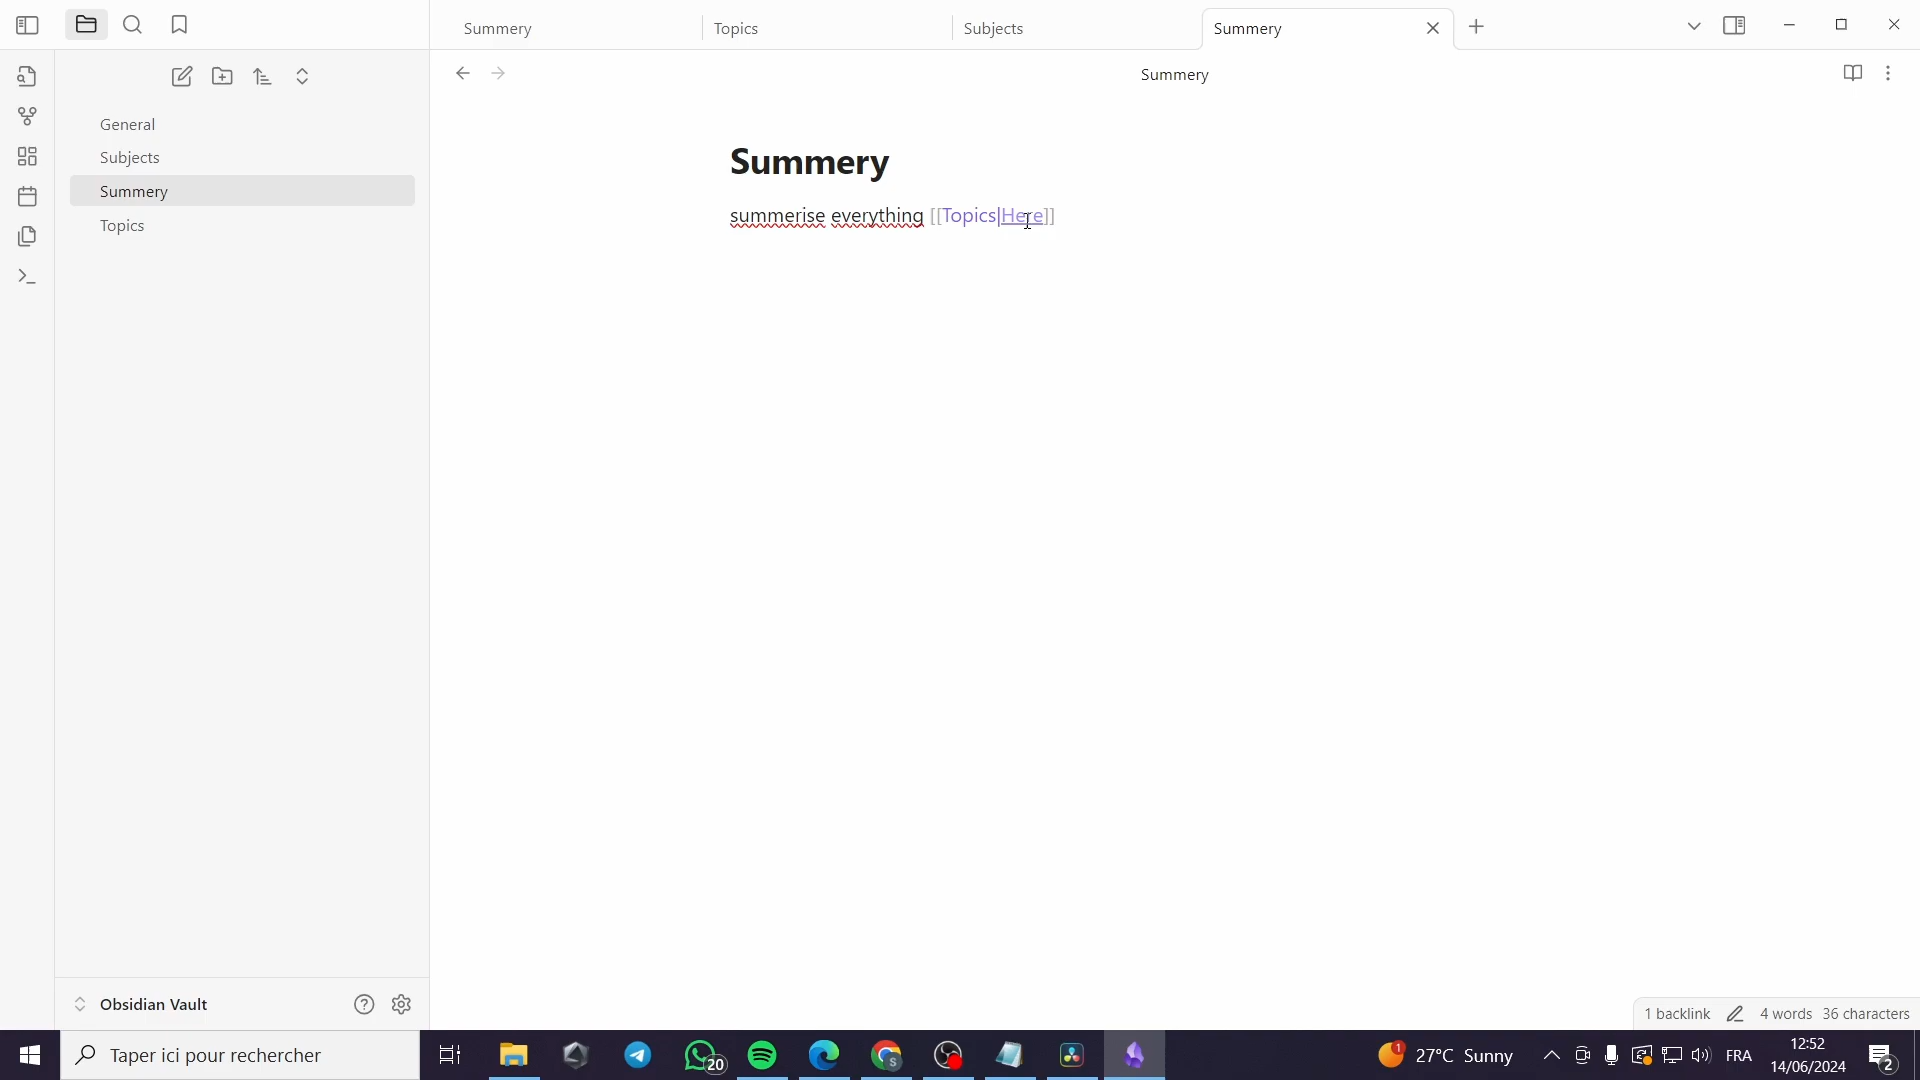 Summery
Topics
Subjects
Summery
Summery
General
Subjects
Summery
Topics
Summery
summerise everything [[Topics|Here]]
Obsidian Vault
1 backlink 4 words 36 characters
Taper ici pour rechercher
20
S
1
27°C Sunny
FRA
12:52
14/06/2024
2